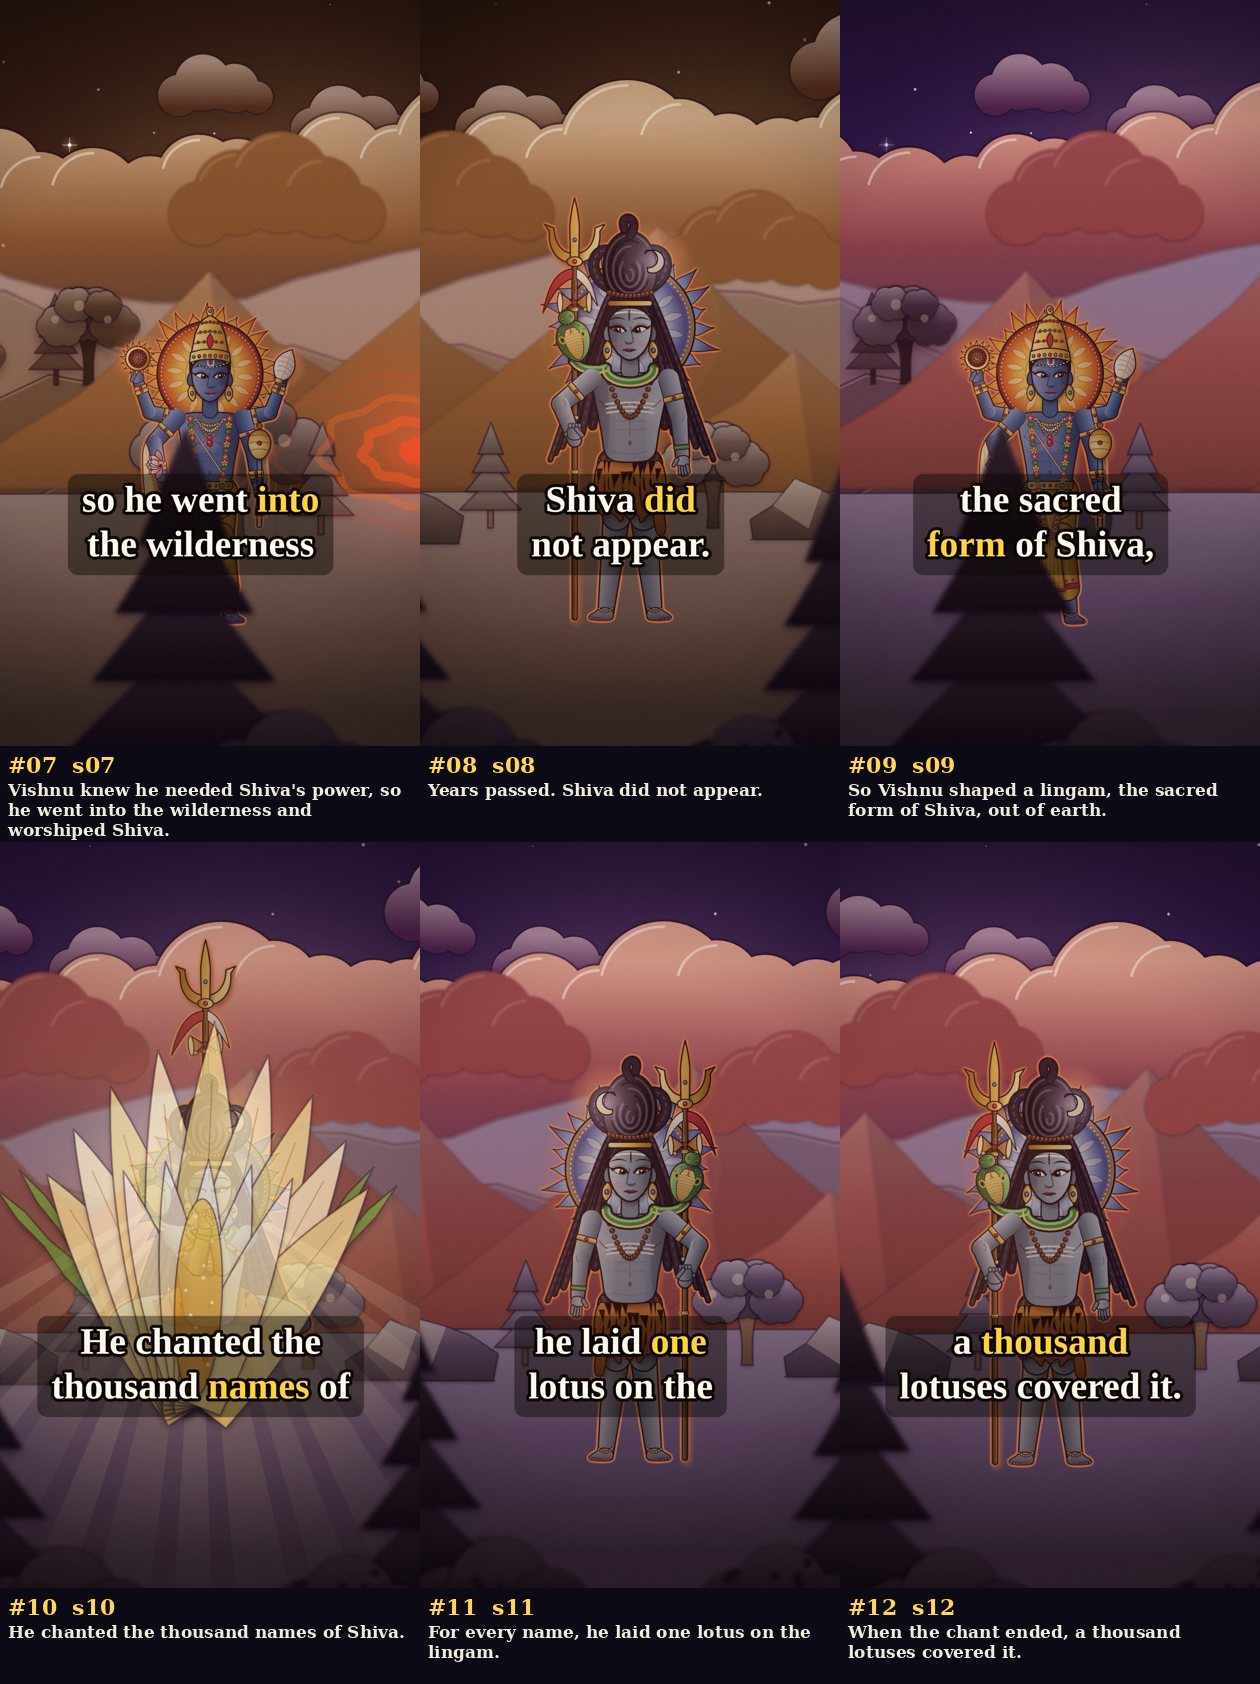 so he went into
the wilderness
#07 s07
Vishnu knew he needed Shiva's power, so
he went into the wilderness and
worshiped Shiva.
Shiva did
not appear.
#08 s08
Years passed. Shiva did not appear.
the sacred
form of Shiva,
#09 s09
So Vishnu shaped a lingam, the sacred
form of Shiva, out of earth.
He chanted the
thousand names of
#10 s10
He chanted the thousand names of Shiva.
he laid one
lotus on the
#11 s11
For every name, he laid one lotus on the
lingam.
a thousand
lotuses covered it.
#12 s12
When the chant ended, a thousand
lotuses covered it.